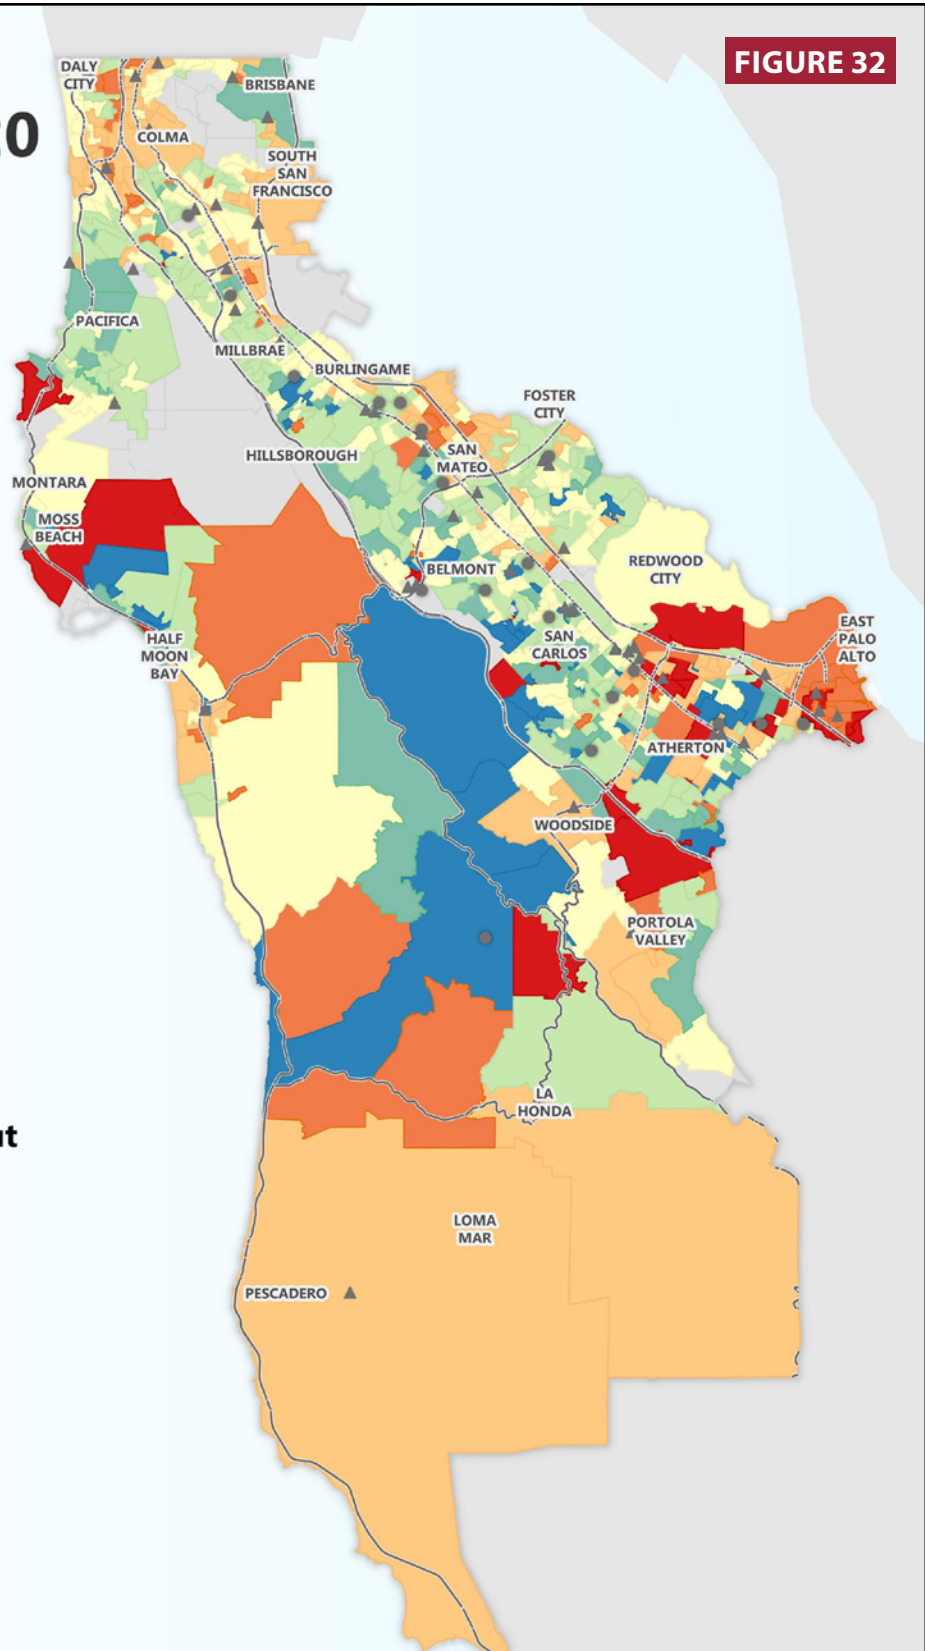 FIGURE 32
20
DALY
CITY
BRISBANE
COLMA
SOUTH
SAN
FRANCISCO
PACIFICA
MILLBRAE
BURLINGAME
FOSTER
CITY
HILLSBOROUGH
SAN
MATEO
MONTARA
MOSS
BEACH
BELMONT
REDWOOD
CITY
HALF
MOON
BAY
SAN
CARLOS
EAST
PALO
ALTO
ATHERTON
WOODSIDE
PORTOLA
VALLEY
LA
HONDA
LOMA
MAR
PESCADERO